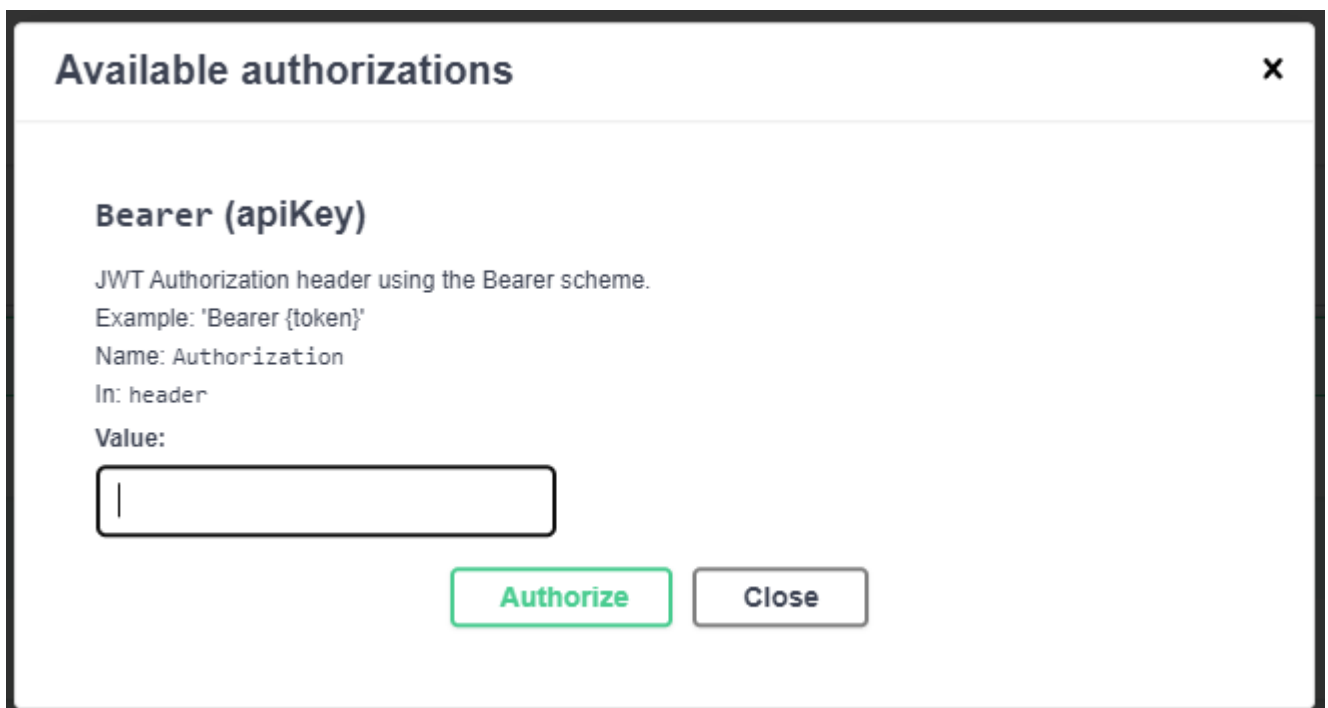 Available authorizations
Bearer (apiKey)
JWT Authorization header using the Bearer scheme.
Example: 'Bearer {token}'
Name: Authorization
In: header
Value:
Authorize Close